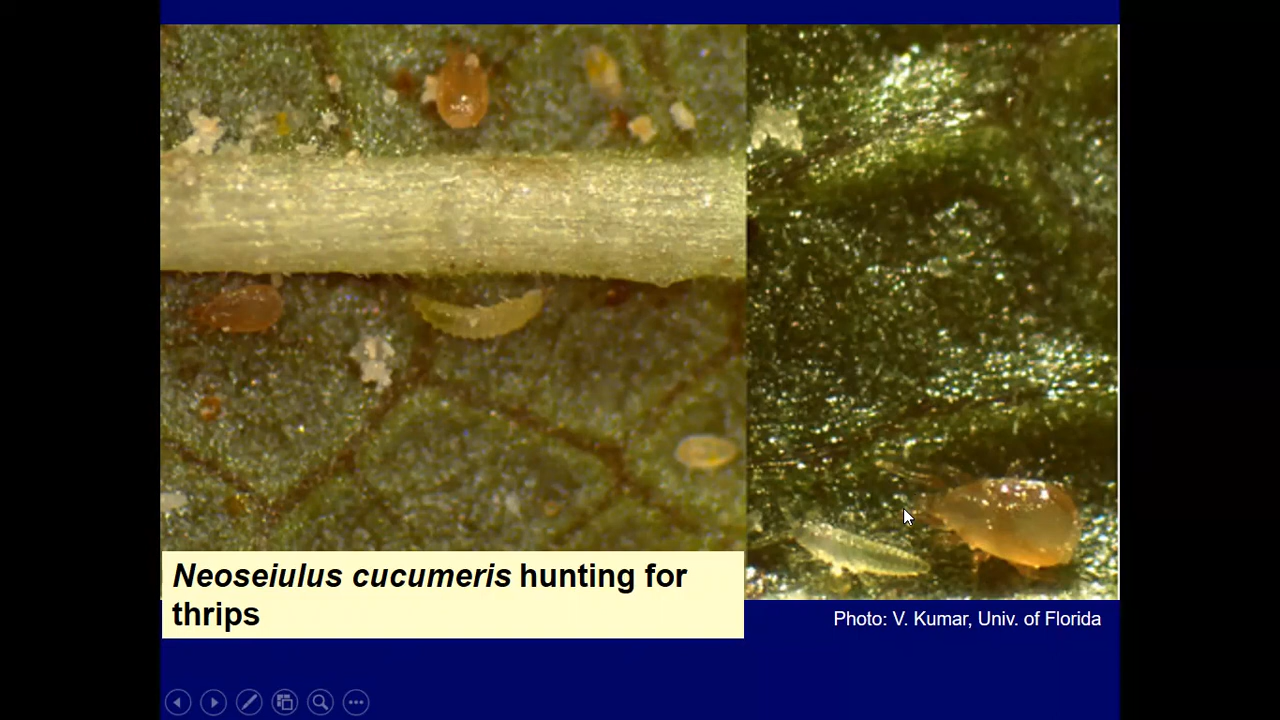 Neoseiulus cucumeris hunting for
thrips
Photo: V. Kumar, Univ. of Florida